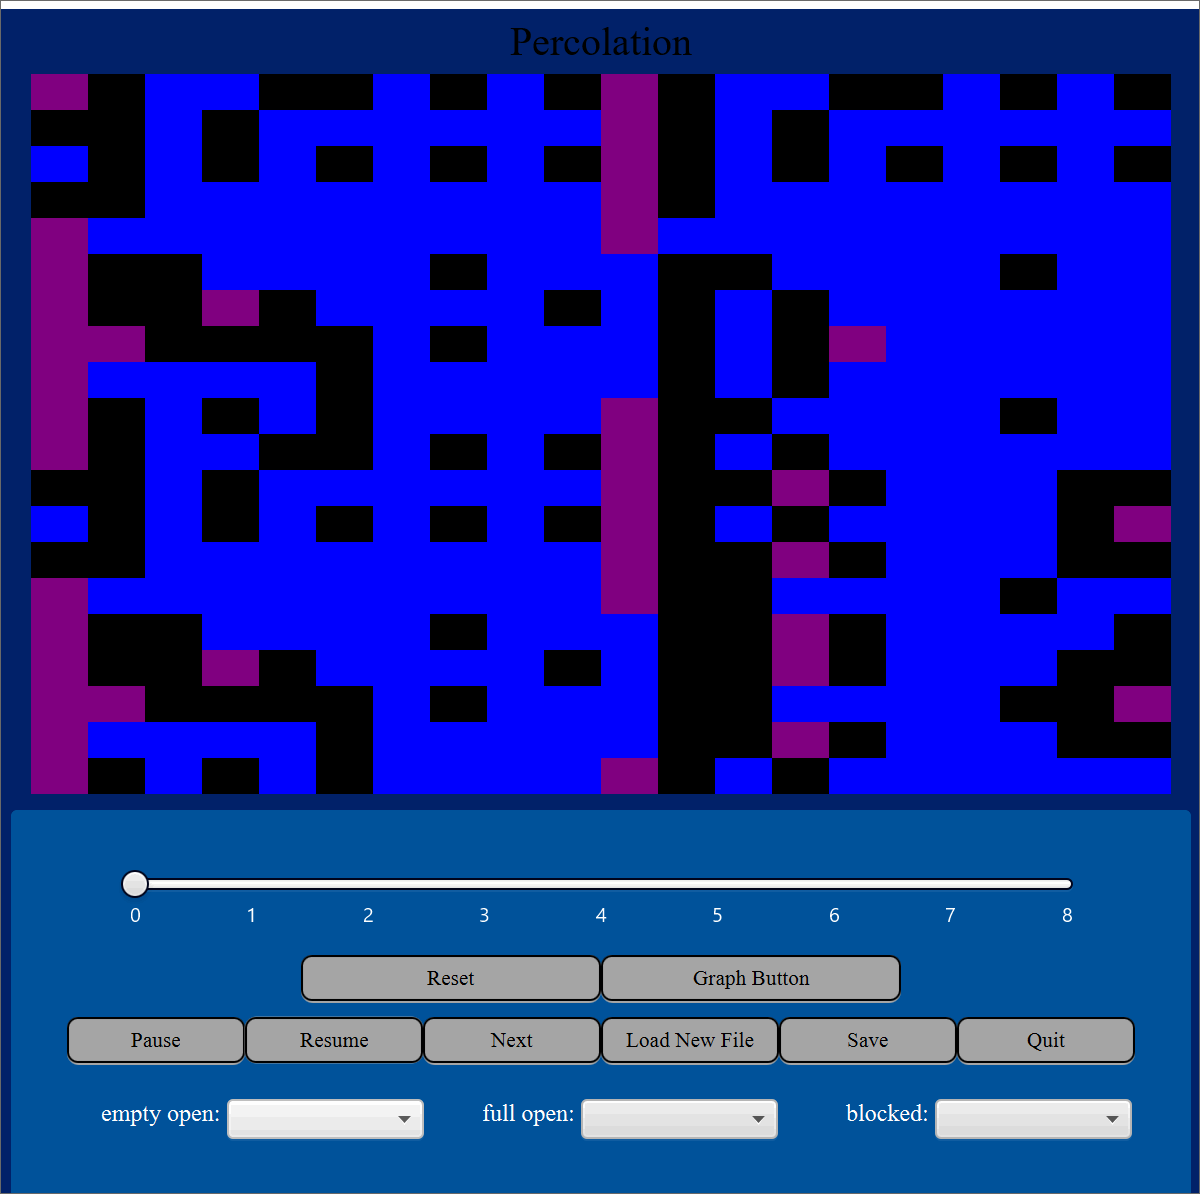 Percolation
0 1 2 3 4 5 6 7 8
Reset Graph Button
Pause Resume Next Load New File Save Quit
empty open: full open: blocked: